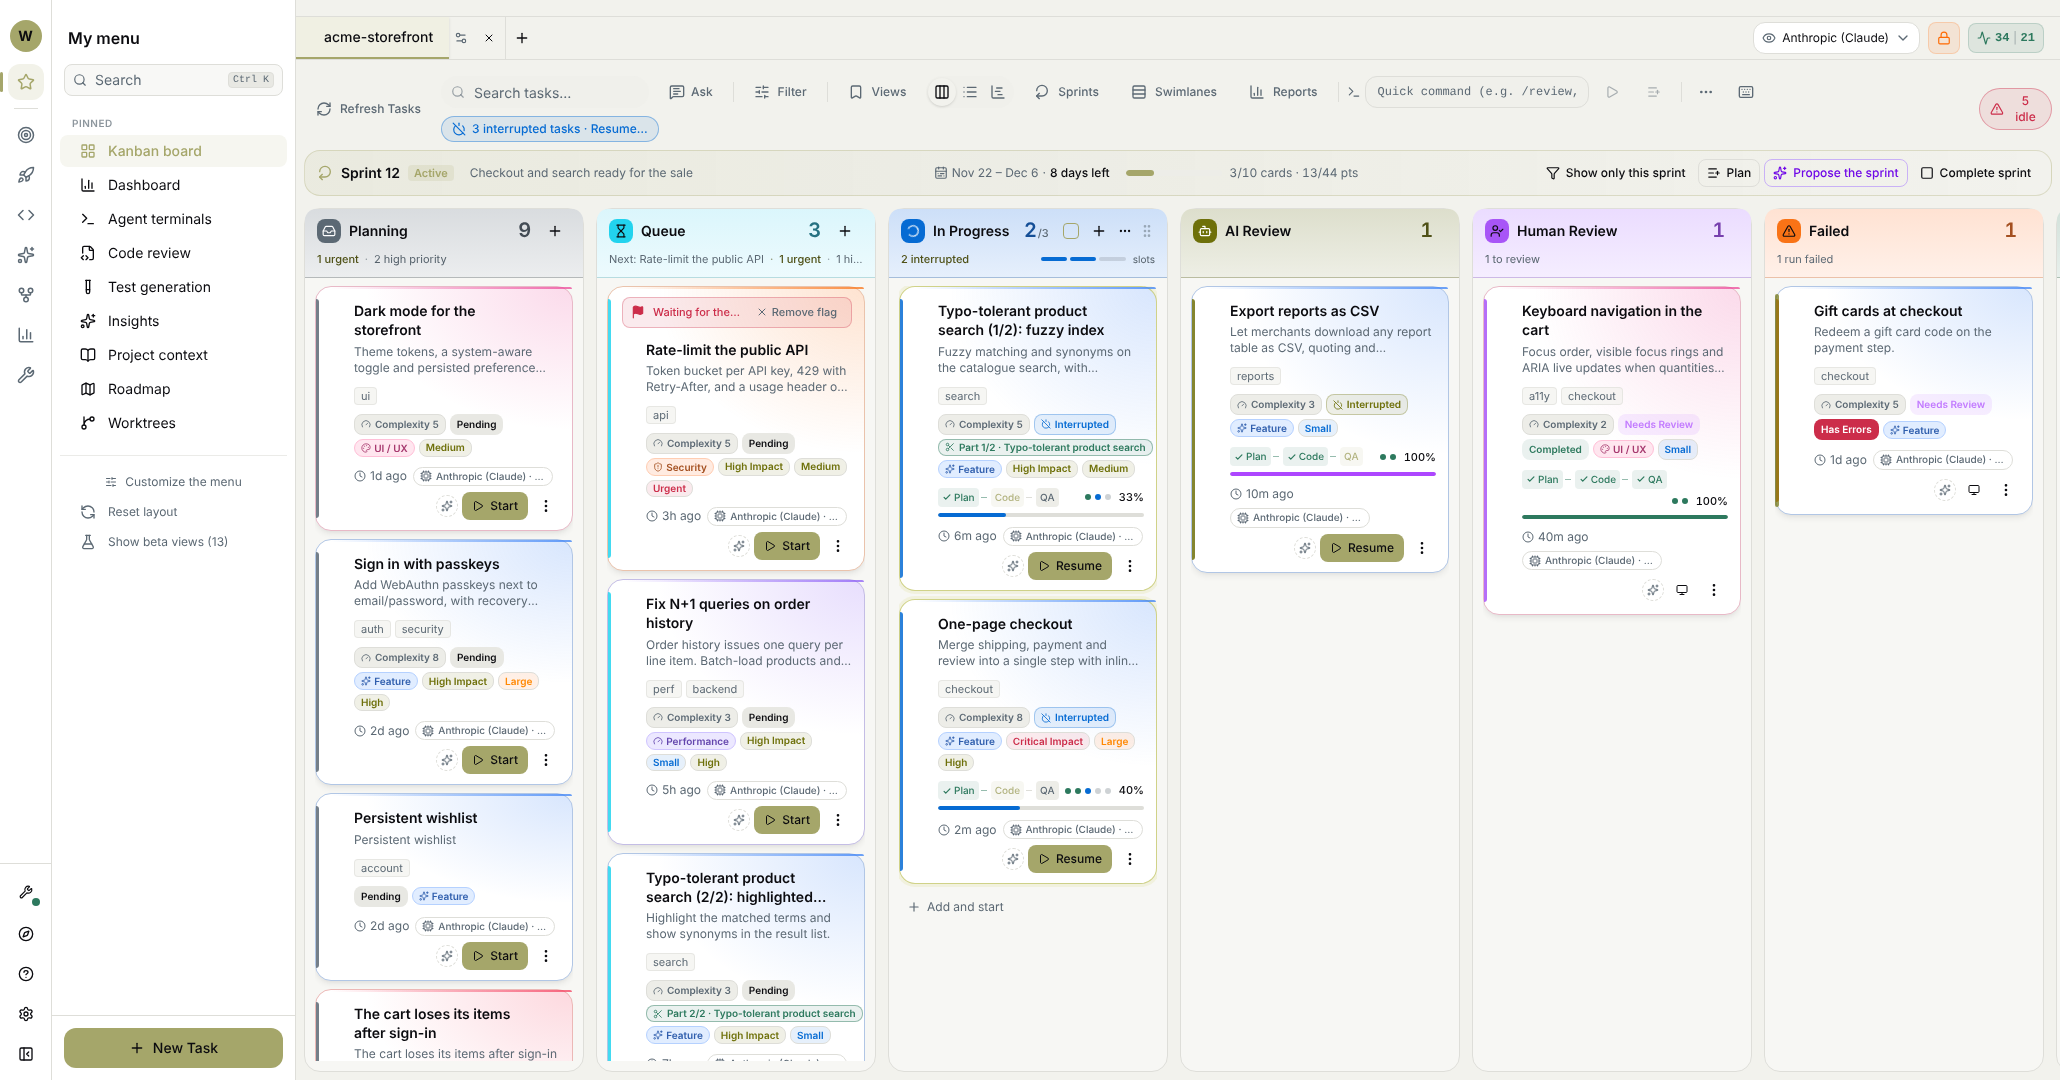 W
My menu
Search
Ctrl K
PINNED
Kanban board
Dashboard
Agent terminals
Code review
Test generation
Insights
Project context
Roadmap
Worktrees
Customize the menu
Reset layout
Show beta views (13)
New Task
acme-storefront
Anthropic (Claude)
34 | 21
Refresh Tasks
Search tasks...
Ask
Filter
Views
Sprints
Swimlanes
Reports
Quick command (e.g. /review,
3 interrupted tasks · Resume...
5 idle
Sprint 12
Active
Checkout and search ready for the sale
Nov 22 – Dec 6 · 8 days left
3/10 cards · 13/44 pts
Show only this sprint
Plan
Propose the sprint
Complete sprint
Planning
9
1 urgent · 2 high priority
Dark mode for the
storefront
Theme tokens, a system-aware
toggle and persisted preference...
ui
Complexity 5
Pending
UI / UX
Medium
1d ago
Anthropic (Claude) · ...
Start
Sign in with passkeys
Add WebAuthn passkeys next to
email/password, with recovery...
auth
security
Complexity 8
Pending
Feature
High Impact
Large
High
2d ago
Anthropic (Claude) · ...
Start
Persistent wishlist
Persistent wishlist
account
Pending
Feature
2d ago
Anthropic (Claude) · ...
Start
The cart loses its items
after sign-in
The cart loses its items after sign-in
Queue
3
Next: Rate-limit the public API · 1 urgent · 1 hi...
Waiting for the...
Remove flag
Rate-limit the public API
Token bucket per API key, 429 with
Retry-After, and a usage header o...
api
Complexity 5
Pending
Security
High Impact
Medium
Urgent
3h ago
Anthropic (Claude) · ...
Start
Fix N+1 queries on order
history
Order history issues one query per
line item. Batch-load products and...
perf
backend
Complexity 3
Pending
Performance
High Impact
Small
High
5h ago
Anthropic (Claude) · ...
Start
Typo-tolerant product
search (2/2): highlighted...
Highlight the matched terms and
show synonyms in the result list.
search
Complexity 3
Pending
Part 2/2 · Typo-tolerant product search
Feature
High Impact
Small
In Progress
2/3
2 interrupted
slots
Typo-tolerant product
search (1/2): fuzzy index
Fuzzy matching and synonyms on
the catalogue search, with...
search
Complexity 5
Interrupted
Part 1/2 · Typo-tolerant product search
Feature
High Impact
Medium
Plan – Code – QA
33%
6m ago
Anthropic (Claude) · ...
Resume
One-page checkout
Merge shipping, payment and
review into a single step with inlin...
checkout
Complexity 8
Interrupted
Feature
Critical Impact
Large
High
Plan – Code – QA
40%
2m ago
Anthropic (Claude) · ...
Resume
Add and start
AI Review
1
Export reports as CSV
Let merchants download any report
table as CSV, quoting and...
reports
Complexity 3
Interrupted
Feature
Small
Plan – Code – QA
100%
10m ago
Anthropic (Claude) · ...
Resume
Human Review
1
1 to review
Keyboard navigation in the
cart
Focus order, visible focus rings and
ARIA live updates when quantities...
a11y
checkout
Complexity 2
Needs Review
Completed
UI / UX
Small
Plan – Code – QA
100%
40m ago
Anthropic (Claude) · ...
Failed
1
1 run failed
Gift cards at checkout
Redeem a gift card code on the
payment step.
checkout
Complexity 5
Needs Review
Has Errors
Feature
1d ago
Anthropic (Claude) · ...